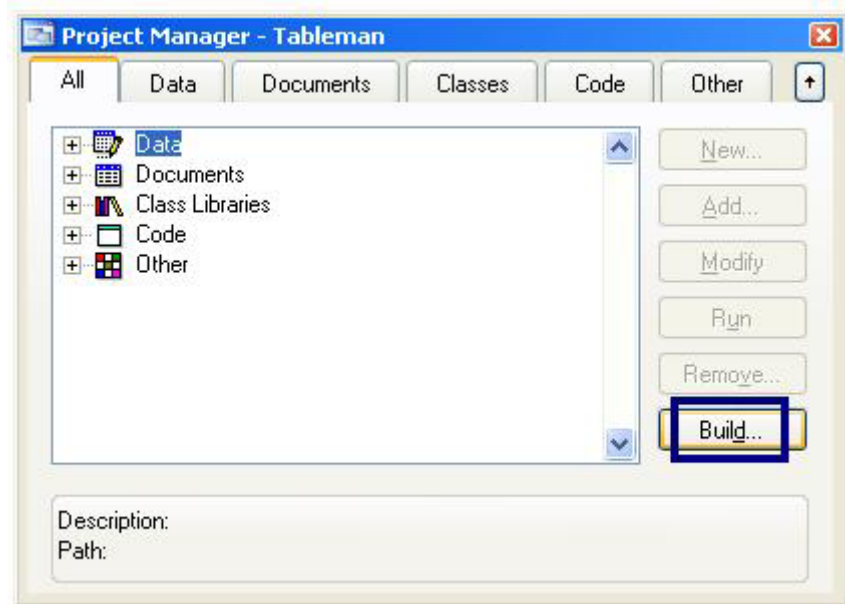 Project Manager - Tableman
All Data Documents Classes Code Other
Data
Documents
Class Libraries
Code
Other
New...
Add...
Modify
Run
Remove...
Build...
Description:
Path: